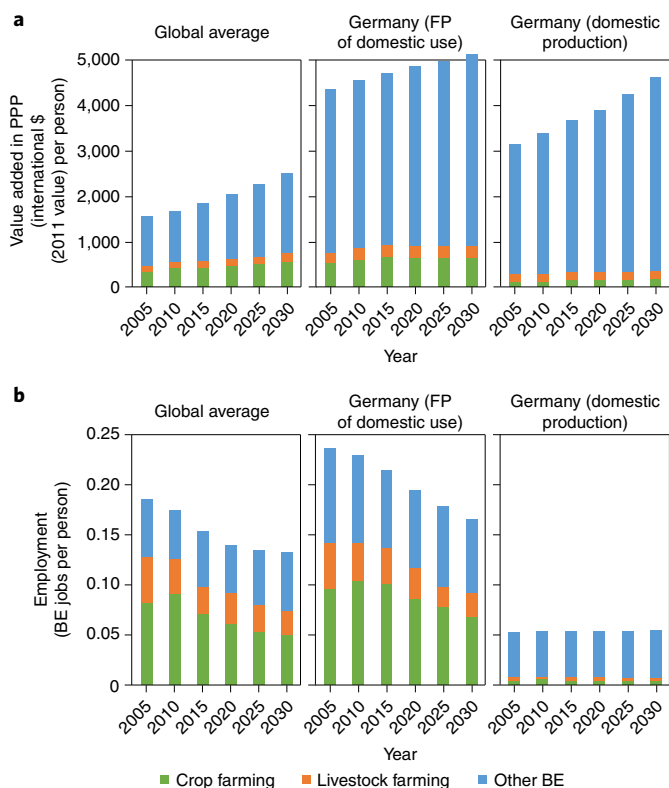 a
Global average
Germany (FP
of domestic use)
Germany (domestic
production)
Value added in PPP
(international $
(2011 value) per person)
5,000
4,000
3,000
2,000
1,000
0
2005 2010 2015 2020 2025 2030
2005 2010 2015 2020 2025 2030
2005 2010 2015 2020 2025 2030
Year
b
Global average
Germany (FP
of domestic use)
Germany (domestic
production)
Employment
(BE jobs per person)
0.25
0.20
0.15
0.10
0.05
0
2005 2010 2015 2020 2025 2030
2005 2010 2015 2020 2025 2030
2005 2010 2015 2020 2025 2030
Year
Crop farming Livestock farming Other BE